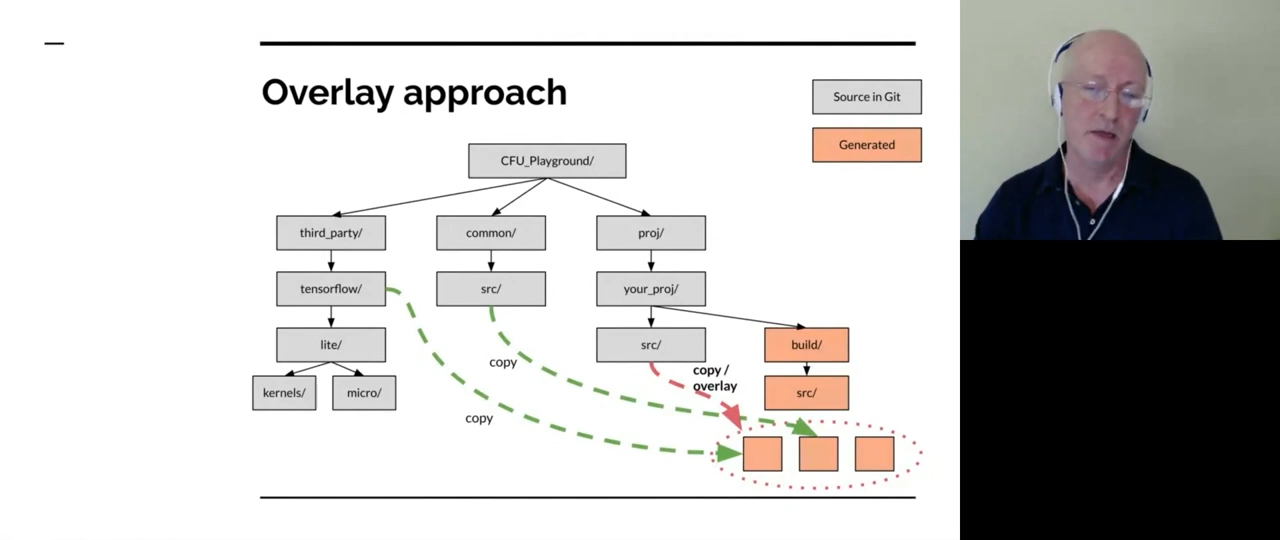 Overlay approach
Source in Git
Generated
CFU_Playground/
third_party/
common/
proj/
tensorflow/
src/
your_proj/
lite/
src/
build/
copy
copy /
overlay
kernels/
micro/
src/
copy